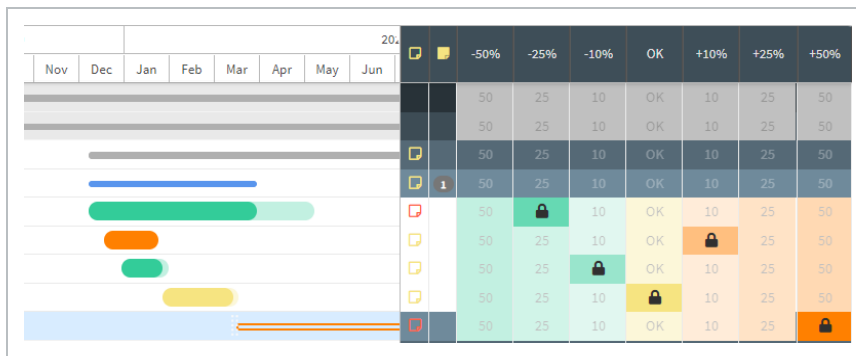 202
-50% -25% -10% OK +10% +25% +50%
Nov Dec Jan Feb Mar Apr May Jun
50 25 10 OK 10 25 50
50 25 10 OK 10 25 50
50 25 10 OK 10 25 50
1 50 25 10 OK 10 25 50
50 10 OK 10 25 50
50 25 10 OK 25 50
50 25 OK 10 25 50
50 25 10 10 25 50
50 25 10 OK 10 25